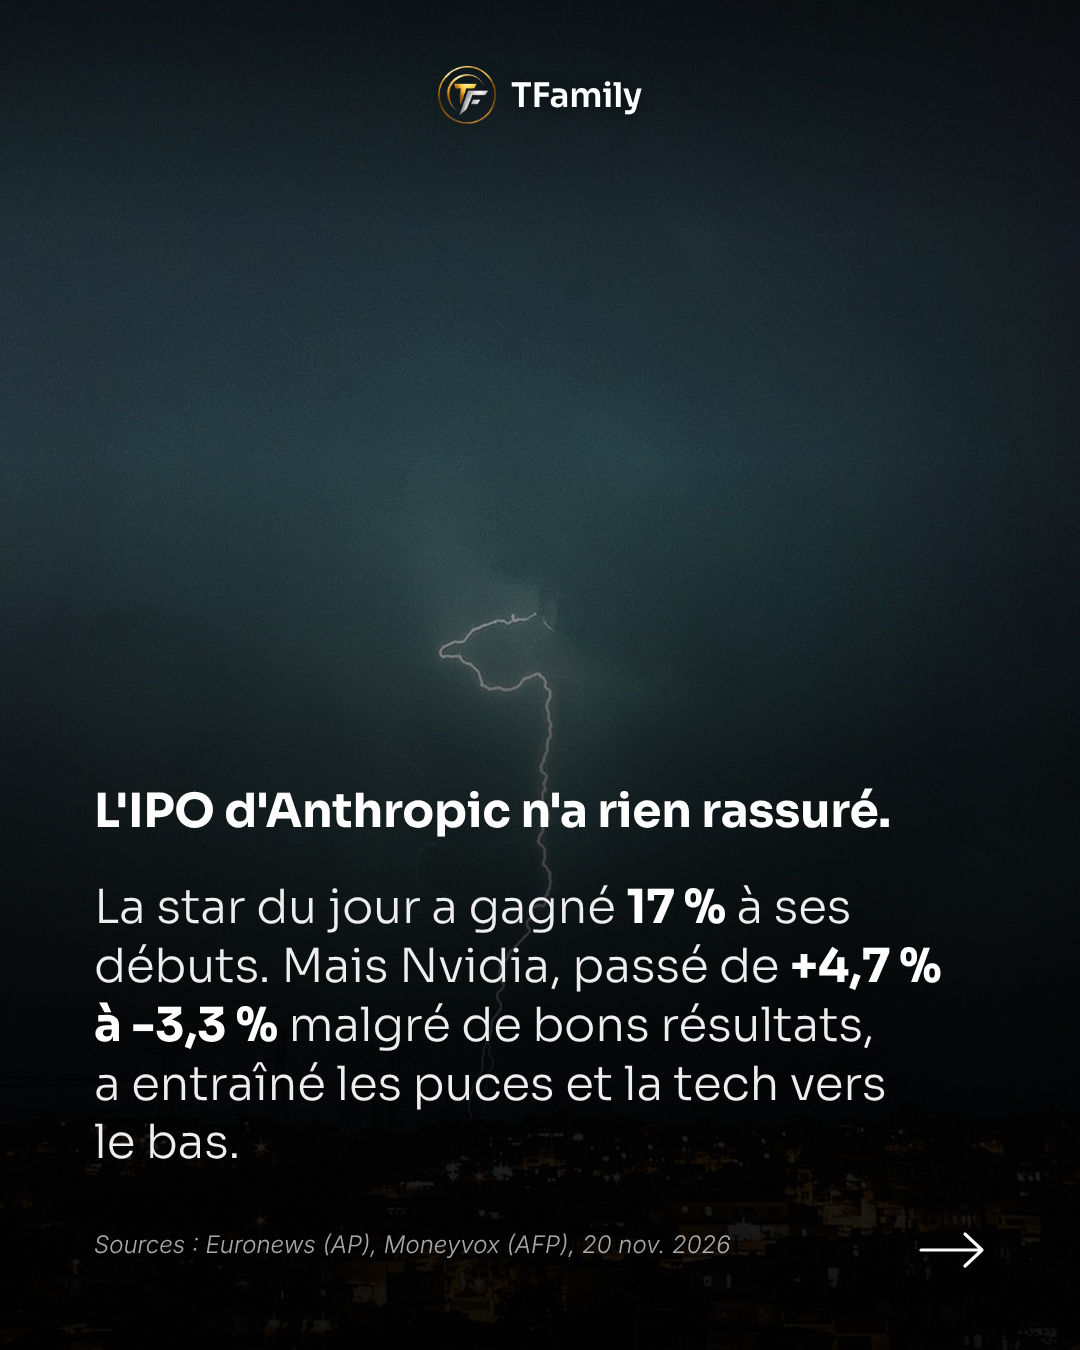 TFamily
L'IPO d'Anthropic n'a rien rassuré.
La star du jour a gagné 17 % à ses
débuts. Mais Nvidia, passé de +4,7 %
à −3,3 % malgré de bons résultats,
a entraîné les puces et la tech vers
le bas.
Sources : Euronews (AP), Moneyvox (AFP), 20 nov. 2026